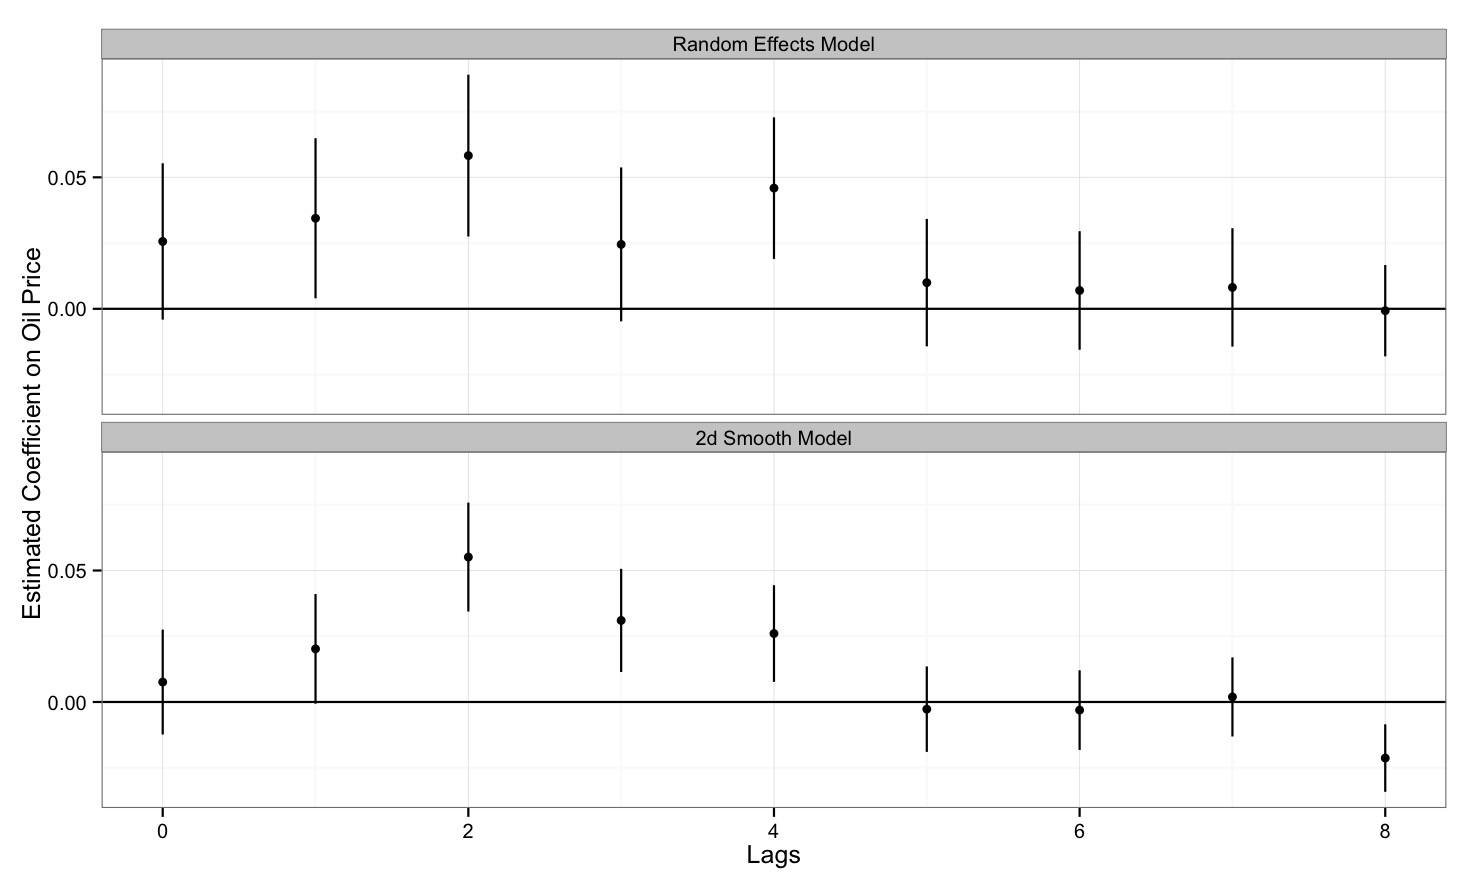 Random Effects Model
0.05
0.00
Estimated Coefficient on Oil Price
2d Smooth Model
0.05
0.00
0 2 4 6 8
Lags